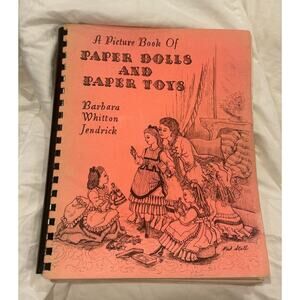 A Picture Book Of
PAPER DOLLS
AND
PAPER TOYS
Barbara
Whitton
Jendrick